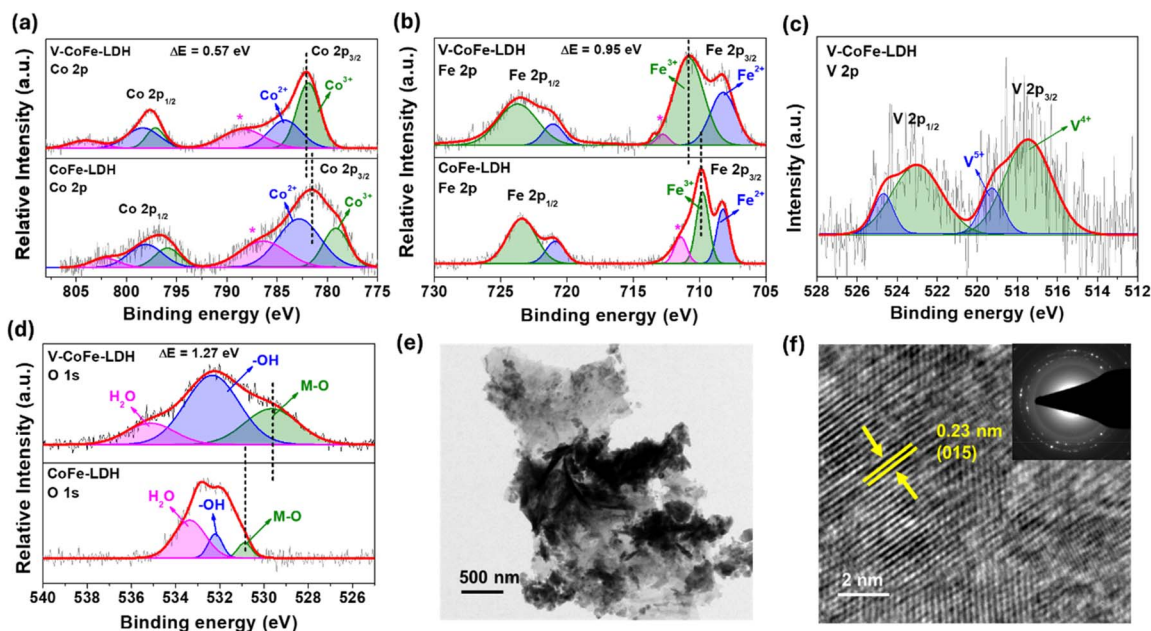 (a)
Relative Intensity (a.u.)
V-CoFe-LDH
Co 2p
ΔE = 0.57 eV
Co 2p3/2
Co3+
Co2+
Co 2p1/2
*
CoFe-LDH
Co 2p
Co 2p3/2
Co3+
Co2+
Co 2p1/2
*
805 800 795 790 785 780 775
Binding energy (eV)
(b)
Relative Intensity (a.u.)
V-CoFe-LDH
Fe 2p
ΔE = 0.95 eV
Fe 2p3/2
Fe3+
Fe2+
Fe 2p1/2
*
CoFe-LDH
Fe 2p
Fe 2p3/2
Fe3+
Fe2+
Fe 2p1/2
*
730 725 720 715 710 705
Binding energy (eV)
(c)
Intensity (a.u.)
V-CoFe-LDH
V 2p
V 2p3/2
V4+
V5+
V 2p1/2
528 526 524 522 520 518 516 514 512
Binding energy (eV)
(d)
Relative Intensity (a.u.)
V-CoFe-LDH
O 1s
ΔE = 1.27 eV
-OH
M-O
H2O
CoFe-LDH
O 1s
H2O
-OH
M-O
540 538 536 534 532 530 528 526
Binding energy (eV)
(e)
500 nm
(f)
0.23 nm
(015)
2 nm